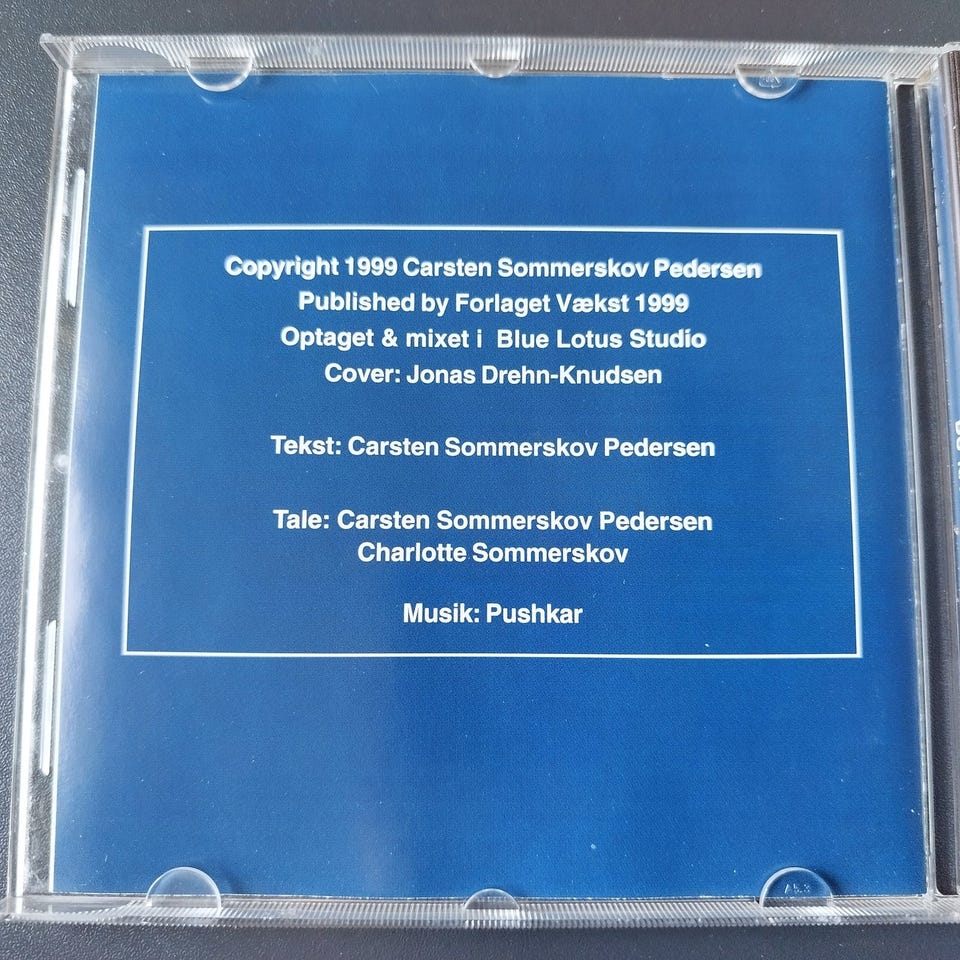 Copyright 1999 Carsten Sommerskov Pedersen
Published by Forlaget Vækst 1999
Optaget & mixet i Blue Lotus Studio
Cover: Jonas Drehn-Knudsen
Tekst: Carsten Sommerskov Pedersen
Tale: Carsten Sommerskov Pedersen
Charlotte Sommerskov
Musik: Pushkar